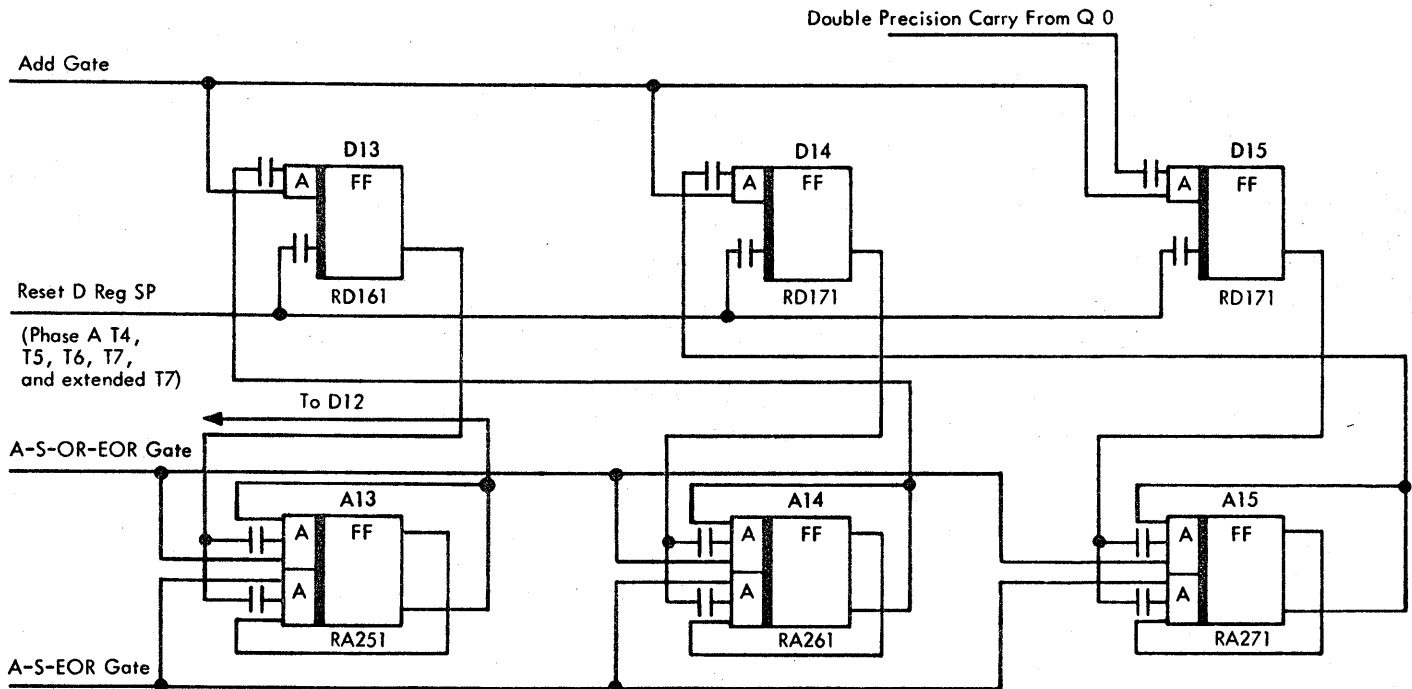 Double Precision Carry From Q 0
Add Gate
D13
D14
D15
A FF
A FF
A FF
Reset D Reg SP
RD161
RD171
RD171
(Phase A T4,
T5, T6, T7,
and extended T7)
To D12
A-S-OR-EOR Gate
A13
A14
A15
A FF
A FF
A FF
A
A
A
RA251
RA261
RA271
A-S-EOR Gate